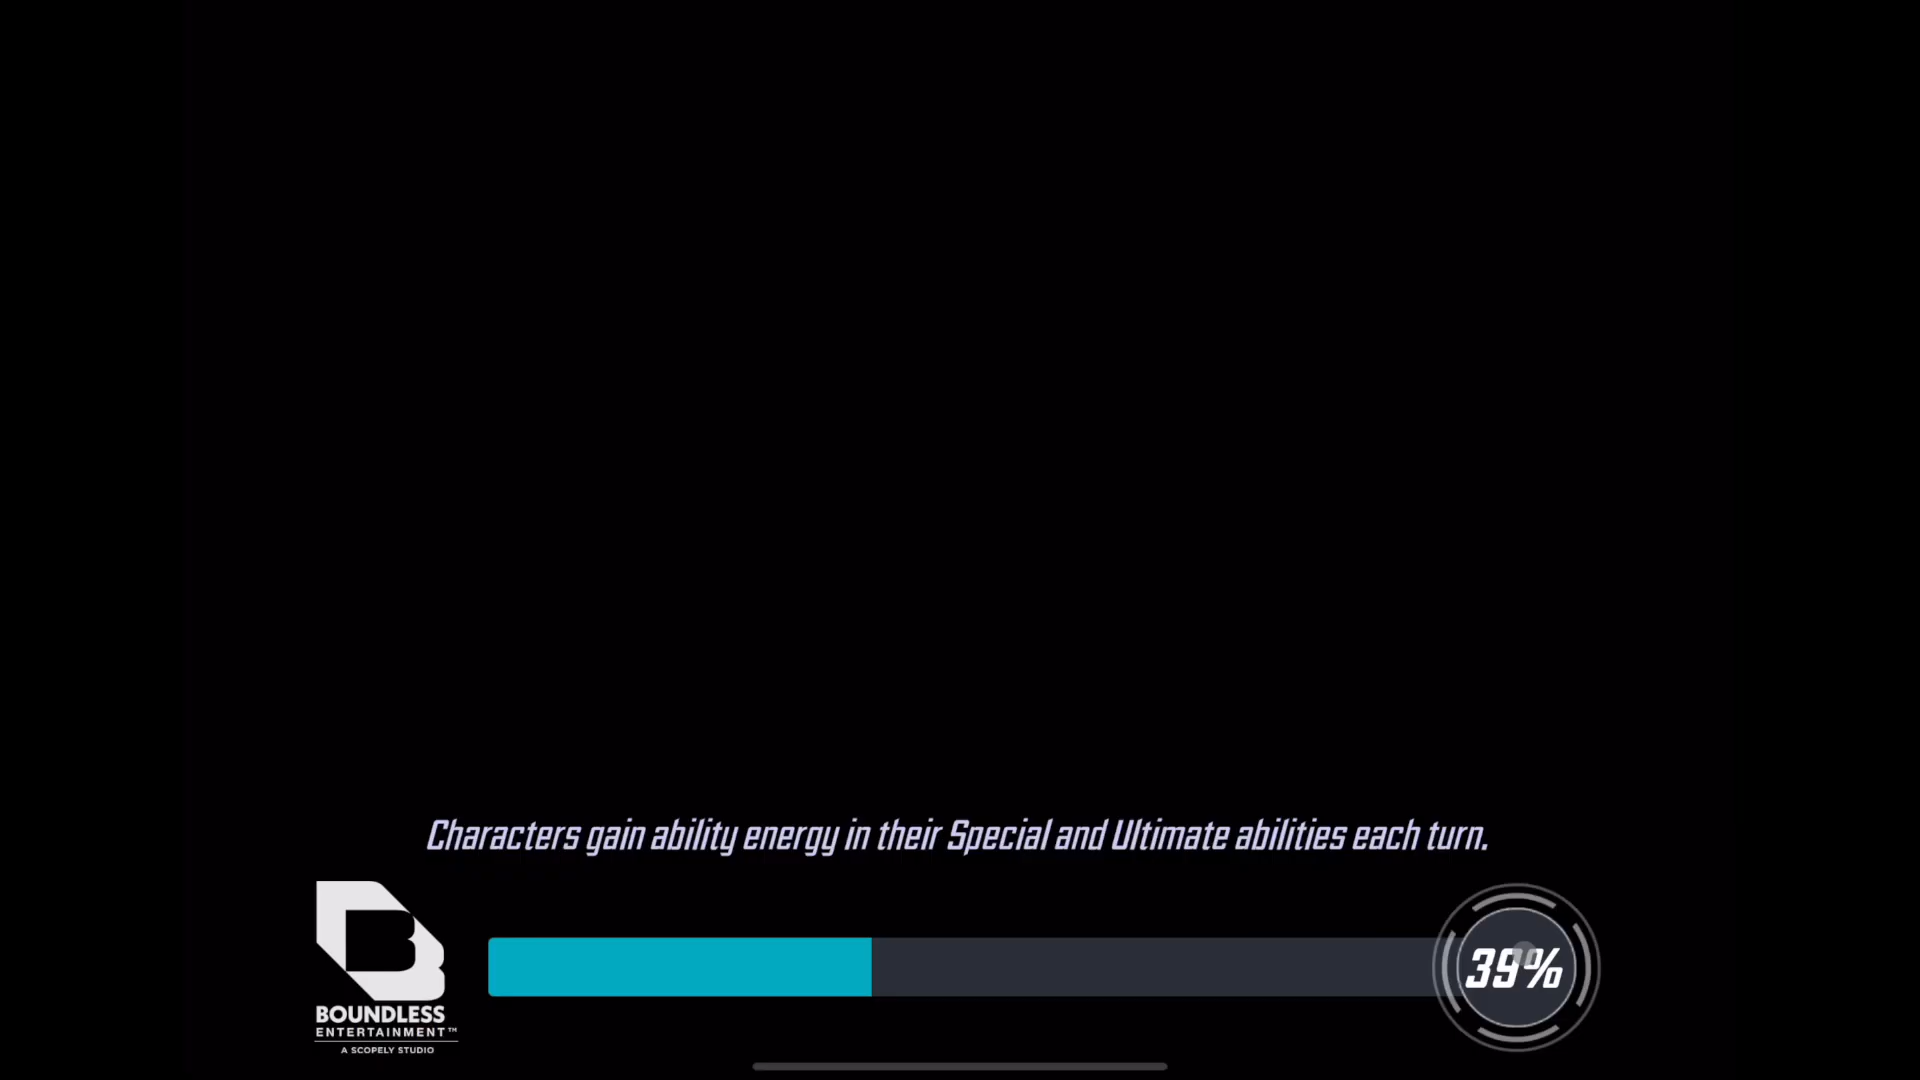 Characters gain ability energy in their Special and Ultimate abilities each turn.
39%
BOUNDLESS
ENTERTAINMENT™
A SCOPELY STUDIO